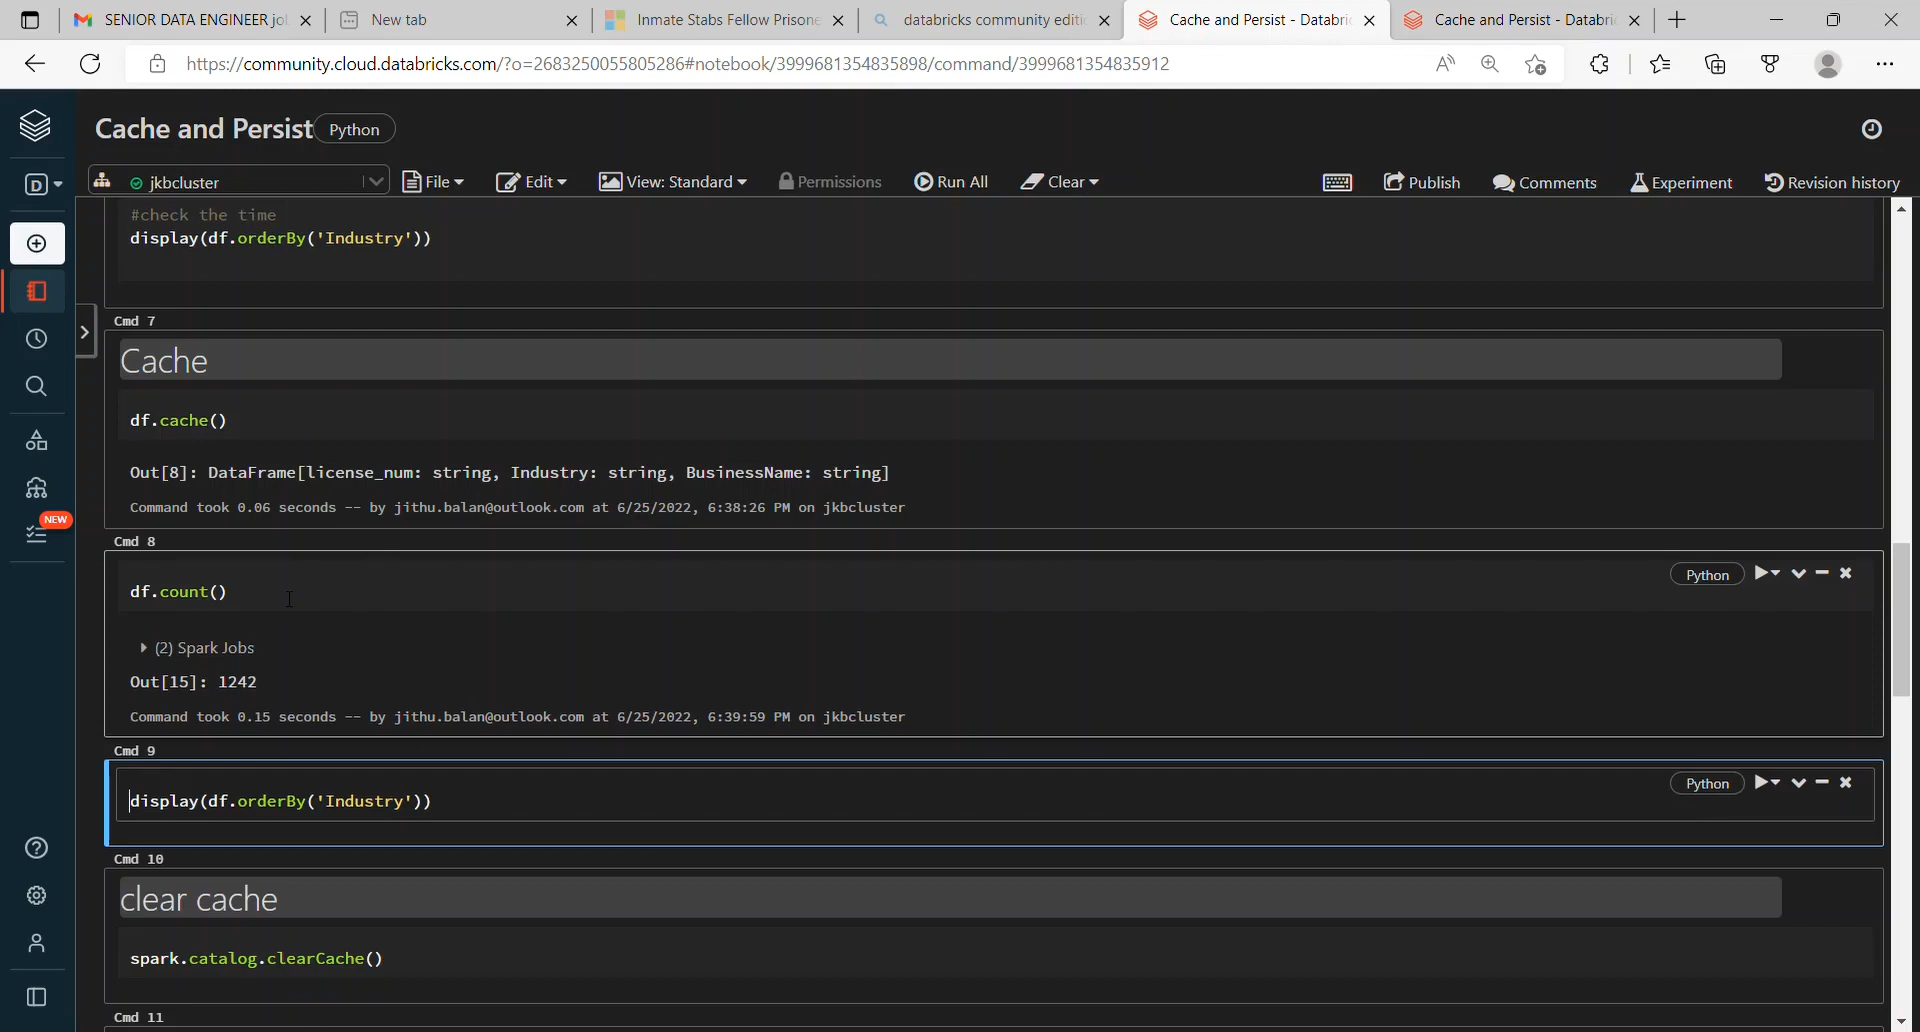 SENIOR DATA ENGINEER jo
New tab
Inmate Stabs Fellow Prisone
databricks community editi
Cache and Persist - Databri
Cache and Persist - Databri
https://community.cloud.databricks.com/?o=2683250055805286#notebook/3999681354835898/command/3999681354835912
Cache and Persist Python
D jkbcluster File Edit View: Standard Permissions Run All Clear Publish Comments Experiment Revision history
#check the time
display(df.orderBy('Industry'))
Cmd 7
Cache
df.cache()
Out[8]: DataFrame[license_num: string, Industry: string, BusinessName: string]
Command took 0.06 seconds -- by jithu.balan@outlook.com at 6/25/2022, 6:38:26 PM on jkbcluster
NEW
Cmd 8
Python
df.count()
(2) Spark Jobs
Out[15]: 1242
Command took 0.15 seconds -- by jithu.balan@outlook.com at 6/25/2022, 6:39:59 PM on jkbcluster
Cmd 9
Python
display(df.orderBy('Industry'))
Cmd 10
clear cache
spark.catalog.clearCache()
Cmd 11